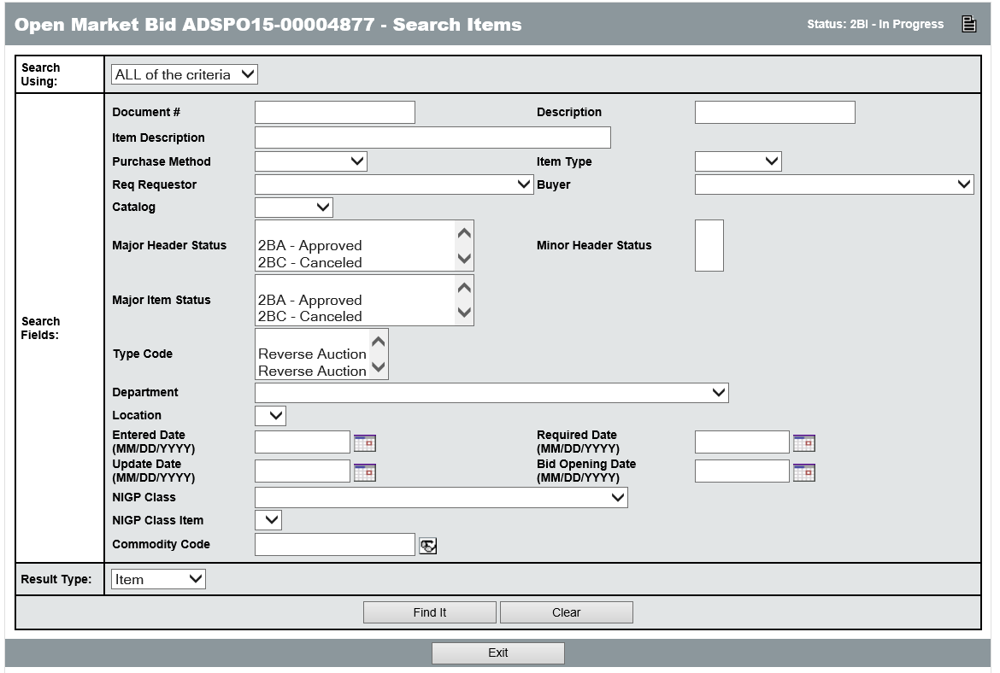 Open Market Bid ADSPO15-00004877 - Search Items
Status: 2BI - In Progress
Search
Using:
ALL of the criteria
Search
Fields:
Document #
Description
Item Description
Purchase Method
Item Type
Req Requestor
Buyer
Catalog
Major Header Status
2BA - Approved
2BC - Canceled
Minor Header Status
Major Item Status
2BA - Approved
2BC - Canceled
Type Code
Reverse Auction
Reverse Auction
Department
Location
Entered Date
(MM/DD/YYYY)
Required Date
(MM/DD/YYYY)
Update Date
(MM/DD/YYYY)
Bid Opening Date
(MM/DD/YYYY)
NIGP Class
NIGP Class Item
Commodity Code
Result Type:
Item
Find It
Clear
Exit